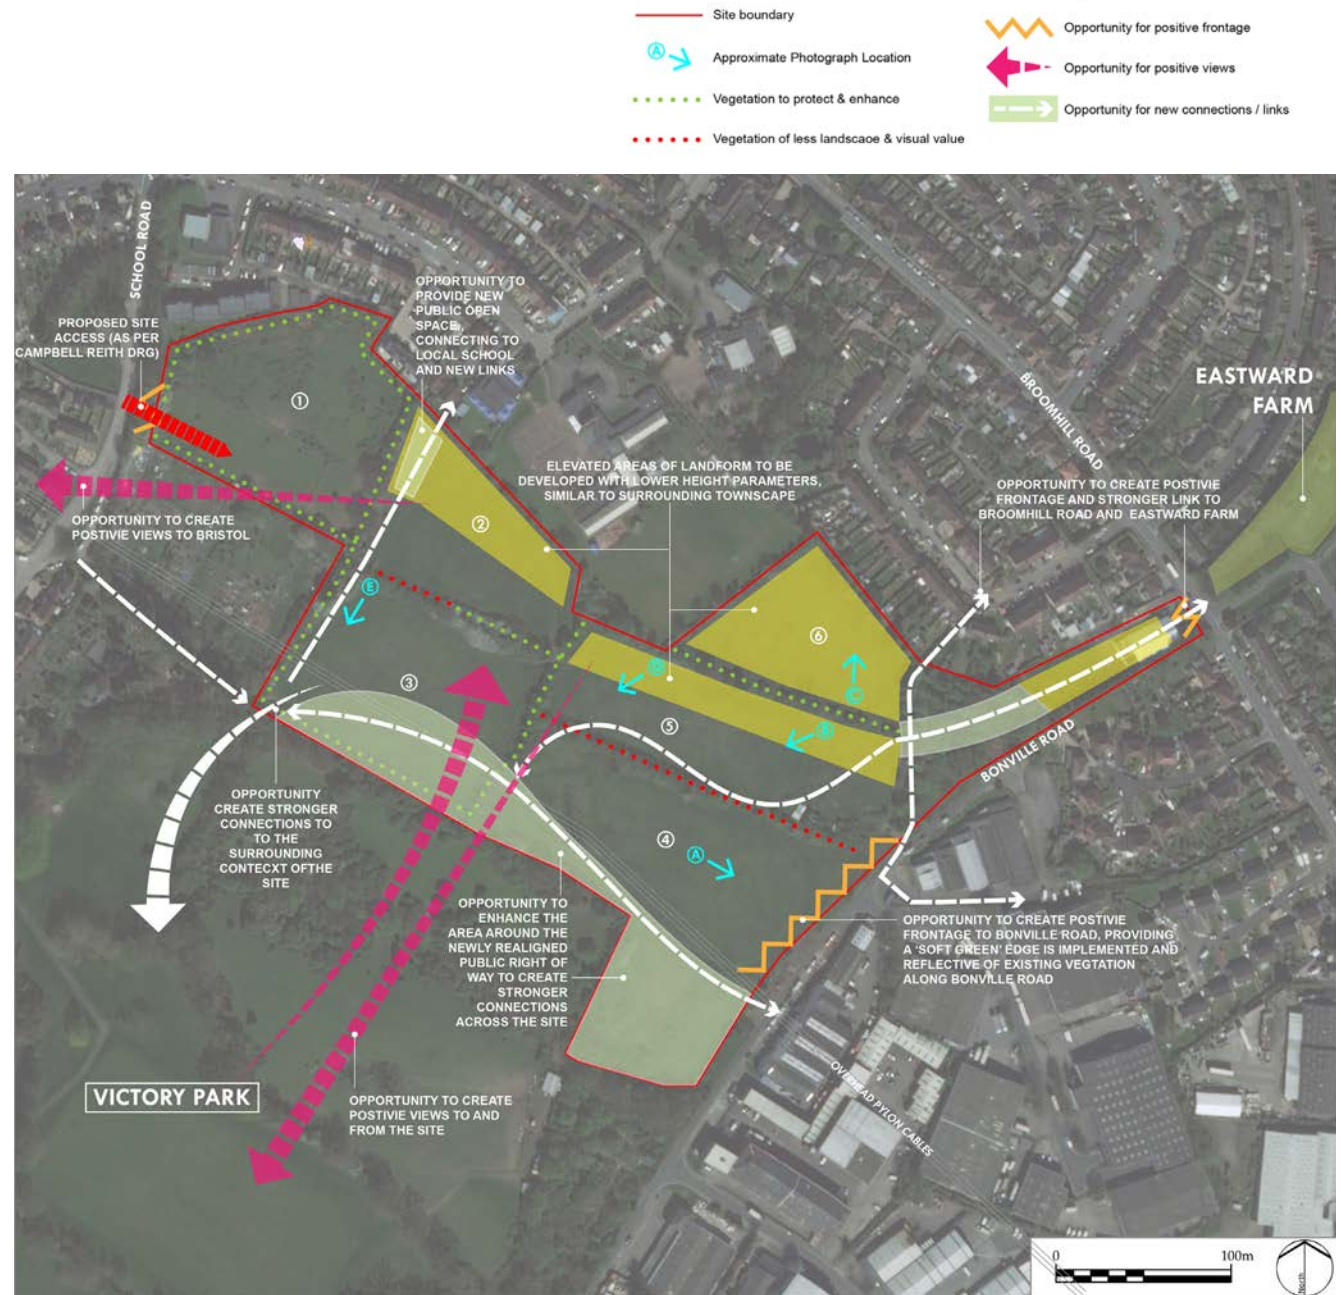 Site boundary
Approximate Photograph Location
A
Vegetation to protect & enhance
Vegetation of less landscaoe & visual value
Opportunity for positive frontage
Opportunity for positive views
Opportunity for new connections / links
SCHOOL ROAD
PROPOSED SITE
ACCESS (AS PER
CAMPBELL REITH DRG)
OPPORTUNITY TO
PROVIDE NEW
PUBLIC OPEN
SPACE,
CONNECTING TO
LOCAL SCHOOL
AND NEW LINKS
1
BROOMHILL ROAD
EASTWARD
FARM
ELEVATED AREAS OF LANDFORM TO BE
DEVELOPED WITH LOWER HEIGHT PARAMETERS,
SIMILAR TO SURROUNDING TOWNSCAPE
OPPORTUNITY TO CREATE POSTIVIE
FRONTAGE AND STRONGER LINK TO
BROOMHILL ROAD AND EASTWARD FARM
OPPORTUNITY TO CREATE
POSTIVIE VIEWS TO BRISTOL
2
E
6
3
D
C
5
B
BONVILLE ROAD
OPPORTUNITY
CREATE STRONGER
CONNECTIONS TO
TO THE
SURROUNDING
CONTECXT OFTHE
SITE
4
A
OPPORTUNITY TO
ENHANCE THE
AREA AROUND THE
NEWLY REALIGNED
PUBLIC RIGHT OF
WAY TO CREATE
STRONGER
CONNECTIONS
ACROSS THE SITE
OPPORTUNITY TO CREATE POSTIVIE
FRONTAGE TO BONVILLE ROAD, PROVIDING
A 'SOFT GREEN' EDGE IS IMPLEMENTED AND
REFLECTIVE OF EXISTING VEGTATION
ALONG BONVILLE ROAD
VICTORY PARK
OPPORTUNITY TO CREATE
POSTIVIE VIEWS TO AND
FROM THE SITE
OVERHEAD PYLON CABLES
0
100m
North